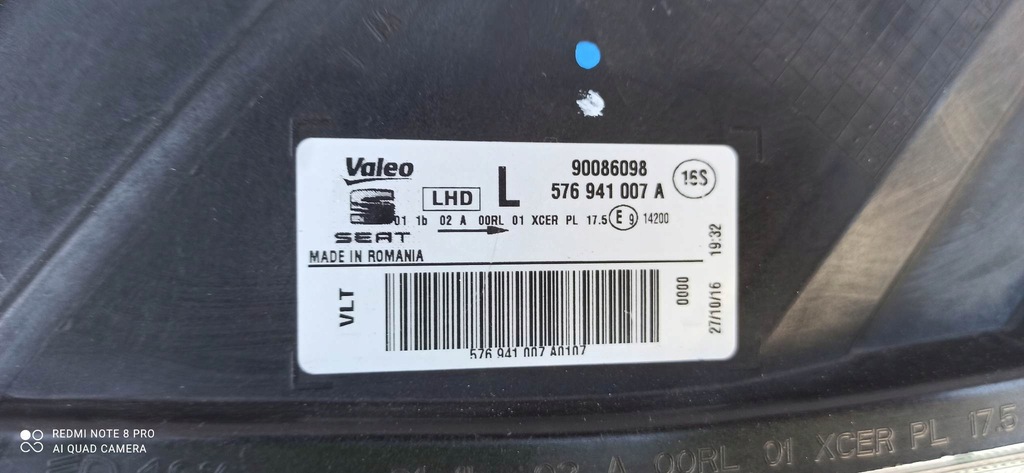 Valeo
LHD
L
90086098
576 941 007 A
16S
SEAT
01 1b 02 A 00RL 01 XCER PL 17.5 E 9 14200
MADE IN ROMANIA
VLT
0000
27/10/16 19:32
576 941 007 A0107
02 A 00RL 01 XCER PL 17.5
REDMI NOTE 8 PRO
AI QUAD CAMERA